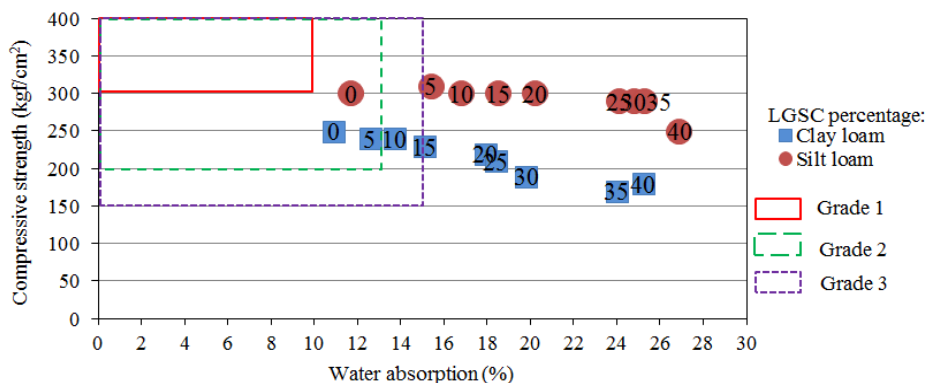 400
350
300
250
200
150
100
50
0
Compressive strength (kgf/cm²)
0 5 10 15 20 25 30 35 40
0 5 10 15 20 25 30 35 40
0 2 4 6 8 10 12 14 16 18 20 22 24 26 28 30
Water absorption (%)
LGSC percentage:
Clay loam
Silt loam
Grade 1
Grade 2
Grade 3